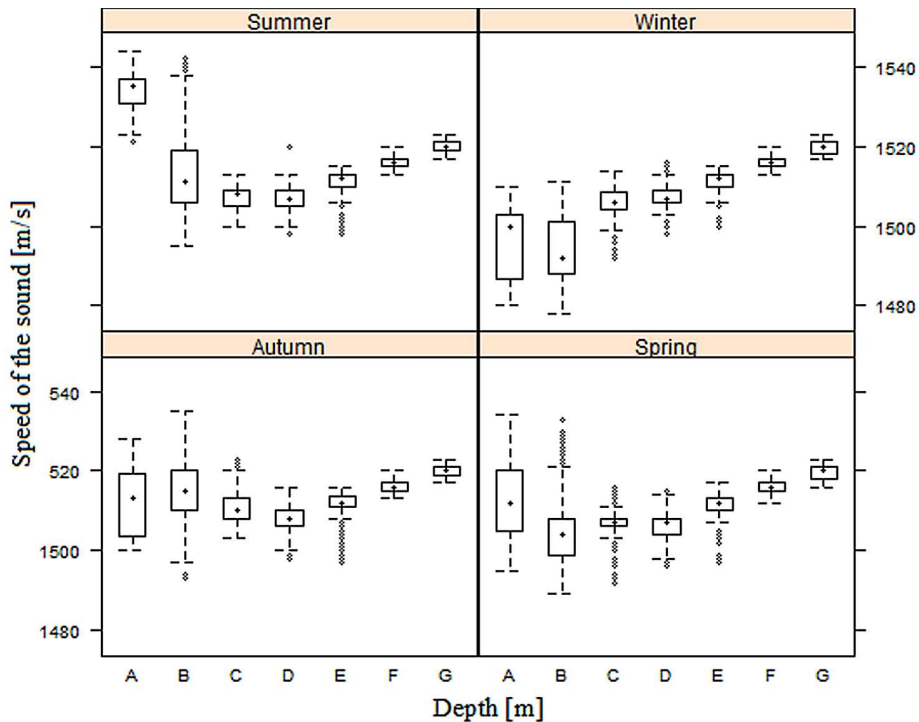 Summer
Winter
1540
1520
1500
1480
Speed of the sound [m/s]
Autumn
Spring
540
520
1500
1480
A B C D E F G
A B C D E F G
Depth [m]